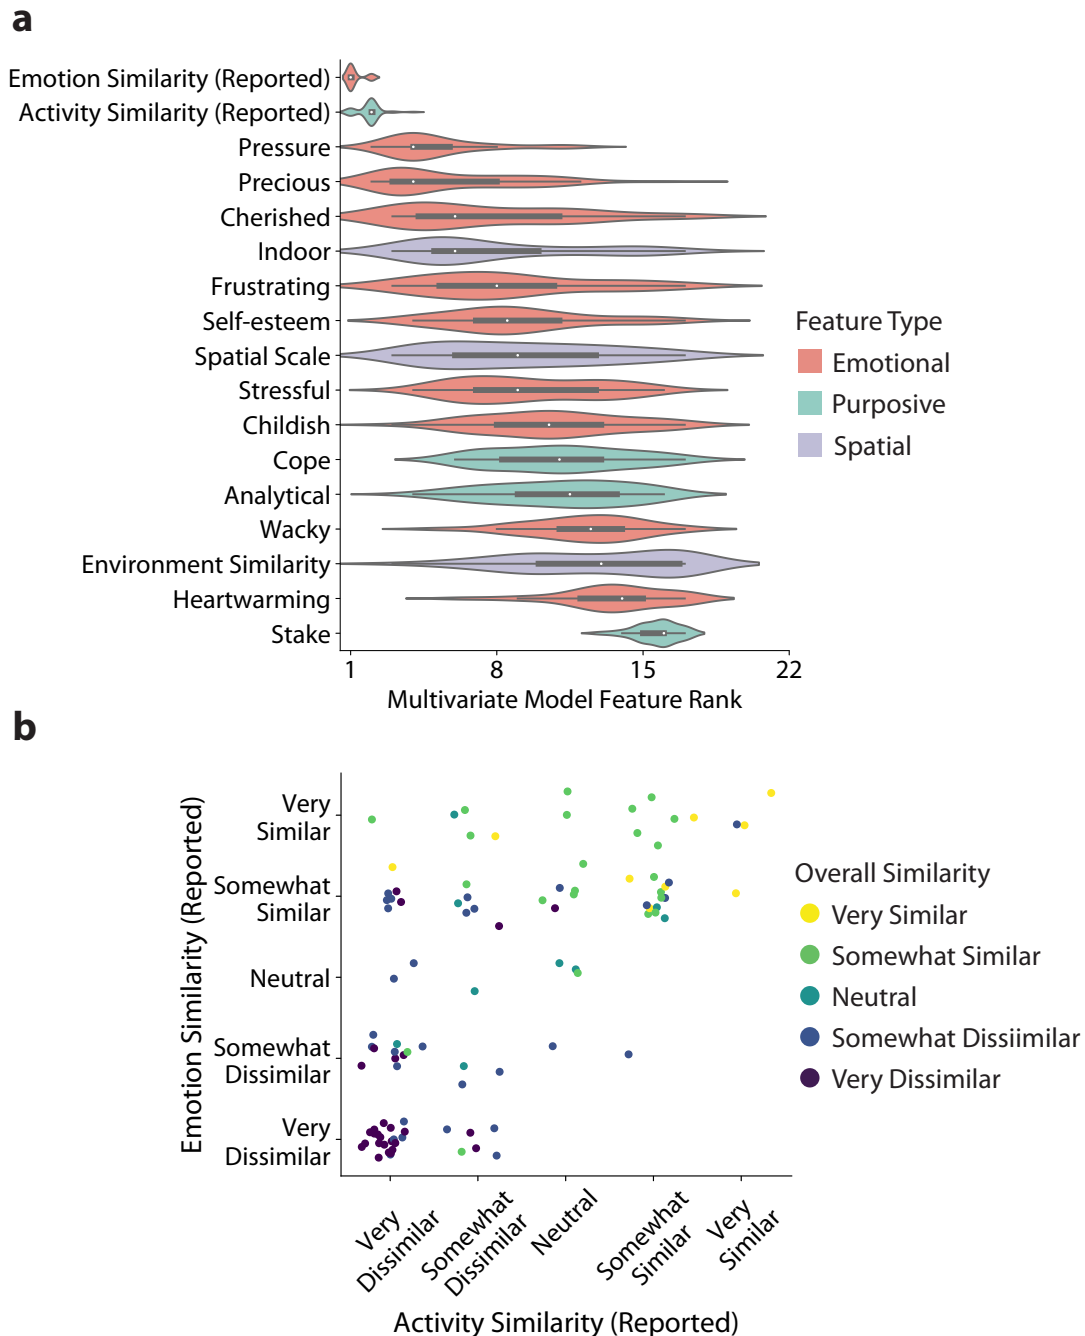 a
Emotion Similarity (Reported)
Activity Similarity (Reported)
Pressure
Precious
Cherished
Indoor
Frustrating
Self-esteem
Spatial Scale
Stressful
Childish
Cope
Analytical
Wacky
Environment Similarity
Heartwarming
Stake
1 8 15 22
Multivariate Model Feature Rank
Feature Type
Emotional
Purposive
Spatial
b
Emotion Similarity (Reported)
Very
Similar
Somewhat
Similar
Neutral
Somewhat
Dissimilar
Very
Dissimilar
Very
Dissimilar
Somewhat
Dissimilar
Neutral
Somewhat
Similar
Very
Similar
Activity Similarity (Reported)
Overall Similarity
Very Similar
Somewhat Similar
Neutral
Somewhat Dissiimilar
Very Dissimilar